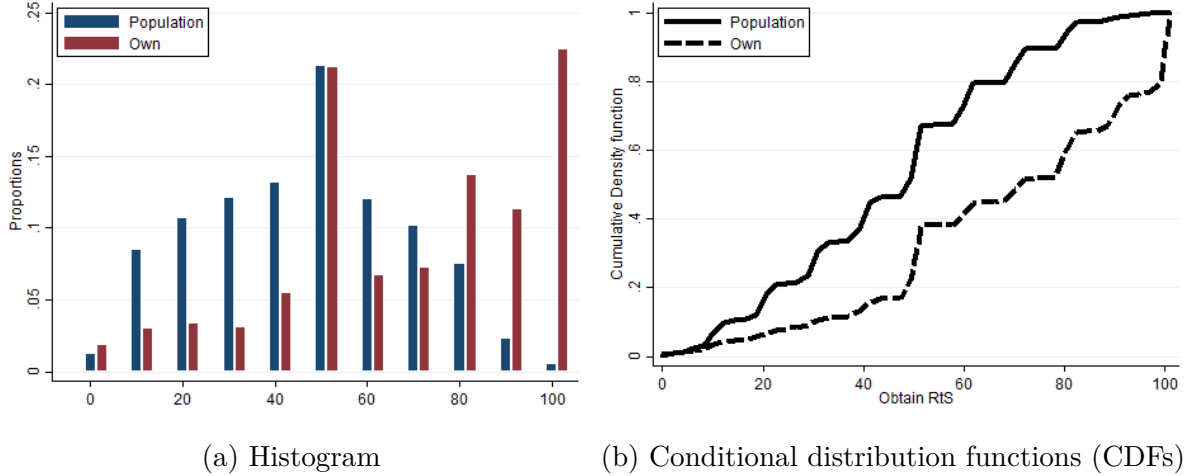 .25
.2
.15
.1
.05
0
Proportions
Population
Own
0 20 40 60 80 100
(a) Histogram
1
.8
.6
.4
.2
0
Cumulative Density function
Population
Own
0 20 40 60 80 100
Obtain RtS
(b) Conditional distribution functions (CDFs)